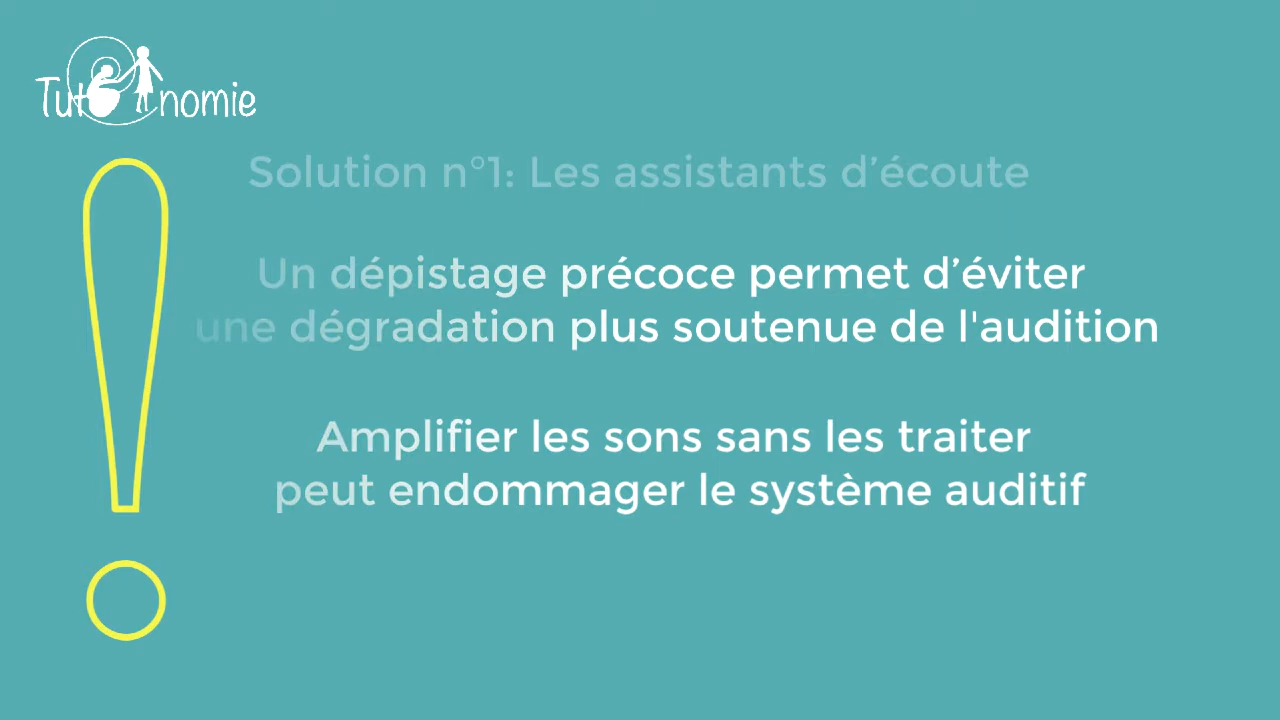 Tutonomie
Solution n°1: Les assistants d’écoute
Un dépistage précoce permet d’éviter
une dégradation plus soutenue de l'audition
Amplifier les sons sans les traiter
peut endommager le système auditif